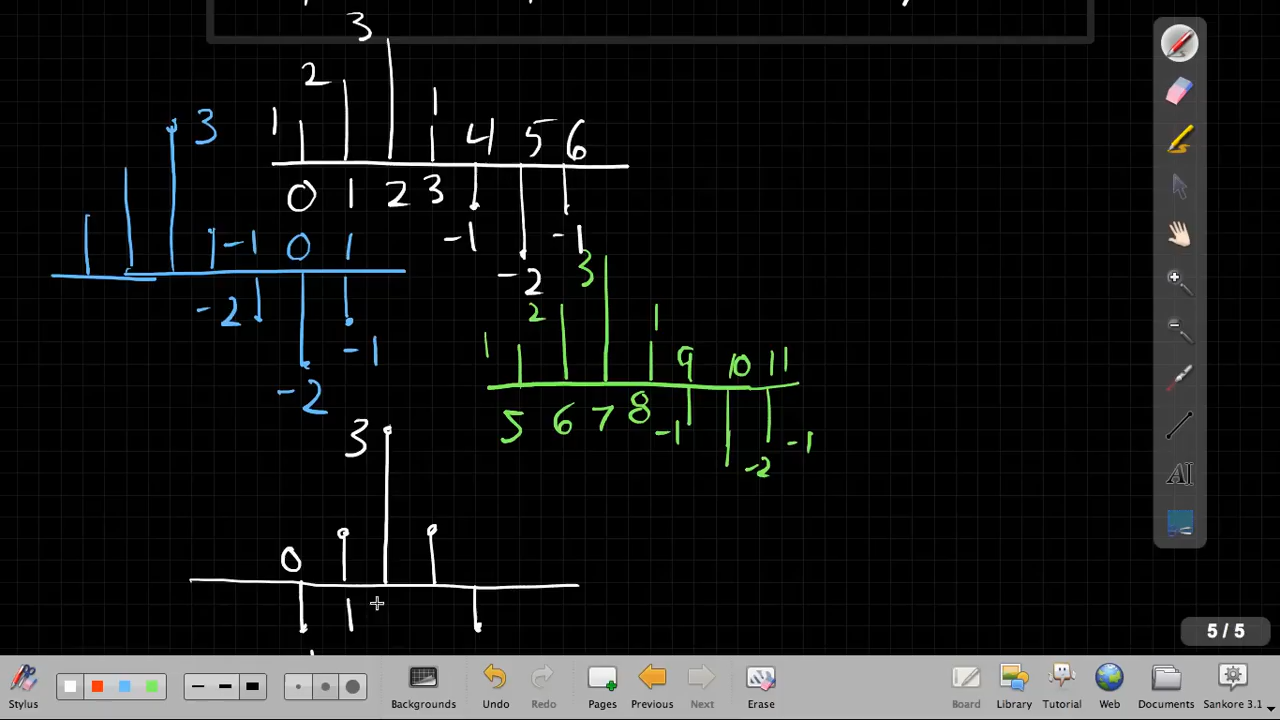 3
2
1 1 4 5 6
3
0 1 2 3
-1 0 1 -1 -1
-2 3
-2 2 1
-1 1 9 10 11
-2 5 6 7 8 -1 -1
3 -2
0
1
5 / 5
Stylus
Backgrounds
Undo
Redo
Pages
Previous
Next
Erase
Board
Library
Tutorial
Web
Documents
Sankore 3.1